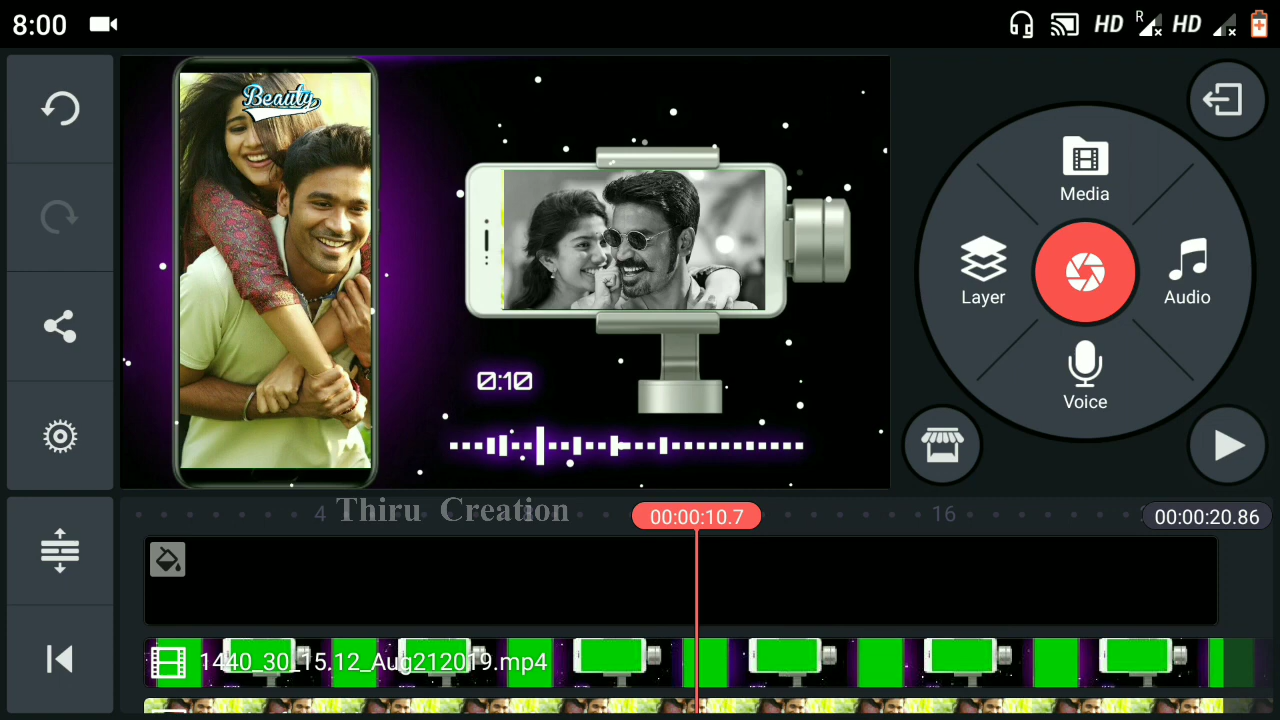 8:00
HD
R
HD
Beauty
0:10
Media
Layer
Audio
Voice
4
Thiru Creation
00:00:10.7
16
00:00:20.86
1440_30_15.12_Aug212019.mp4